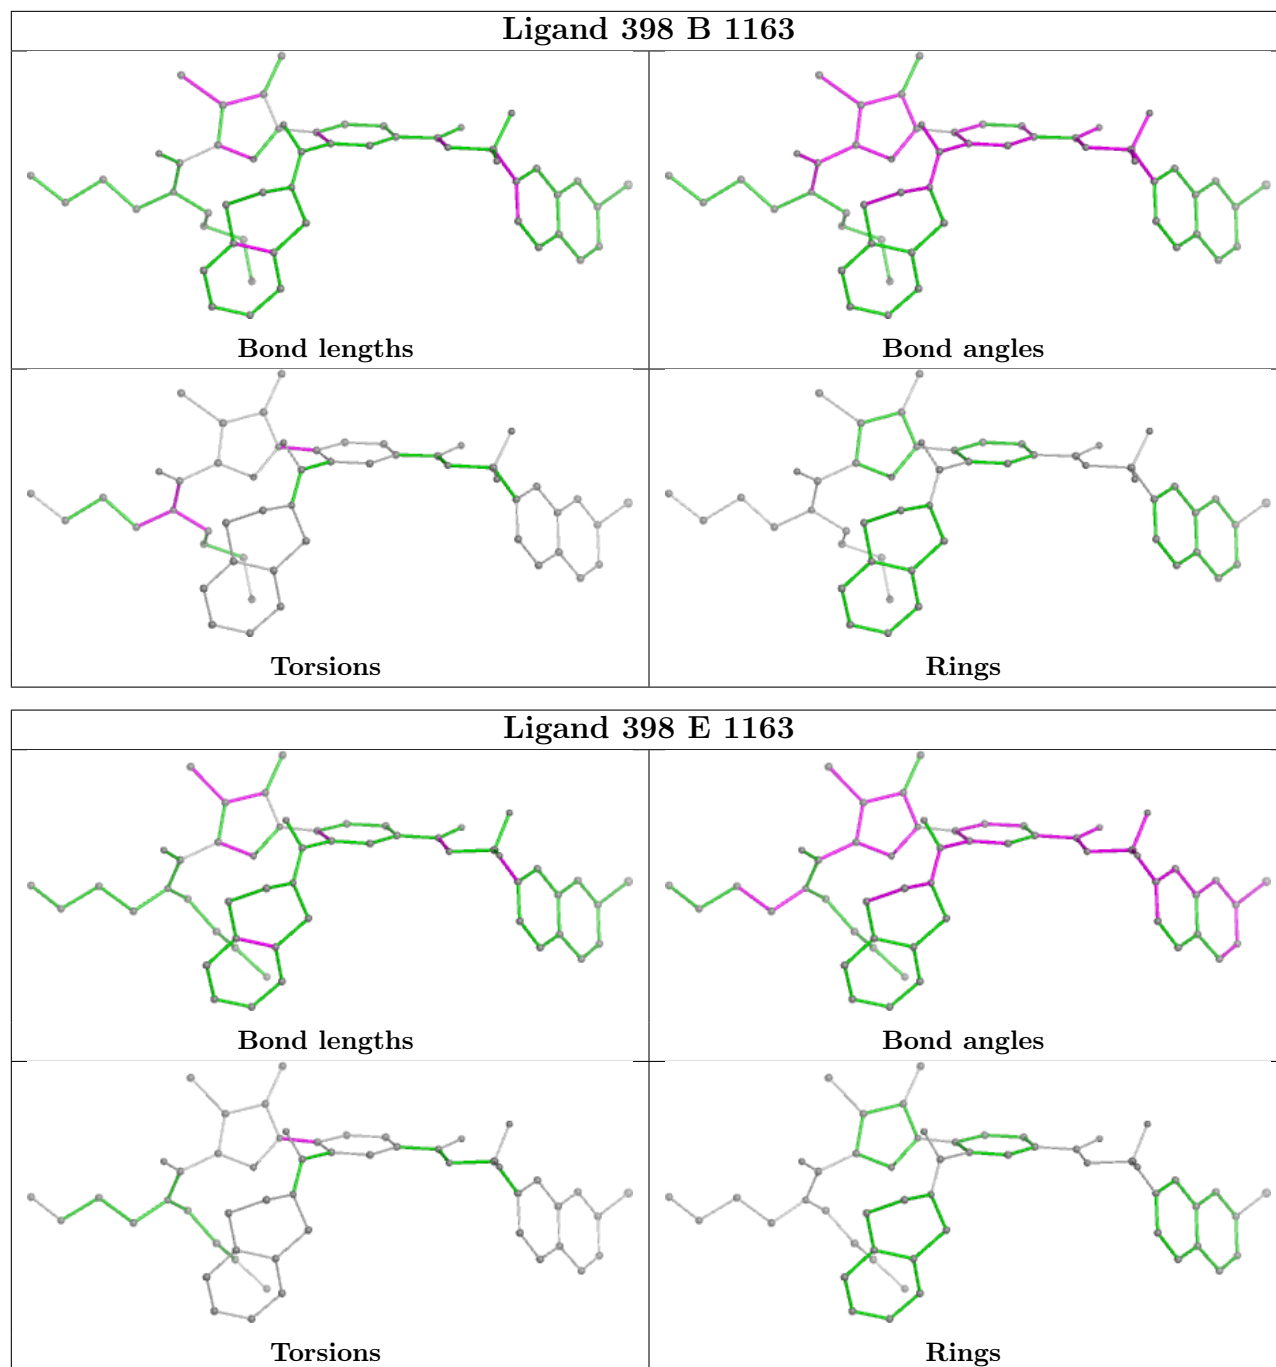 Ligand 398 B 1163
Bond lengths
Bond angles
Torsions
Rings
Ligand 398 E 1163
Bond lengths
Bond angles
Torsions
Rings